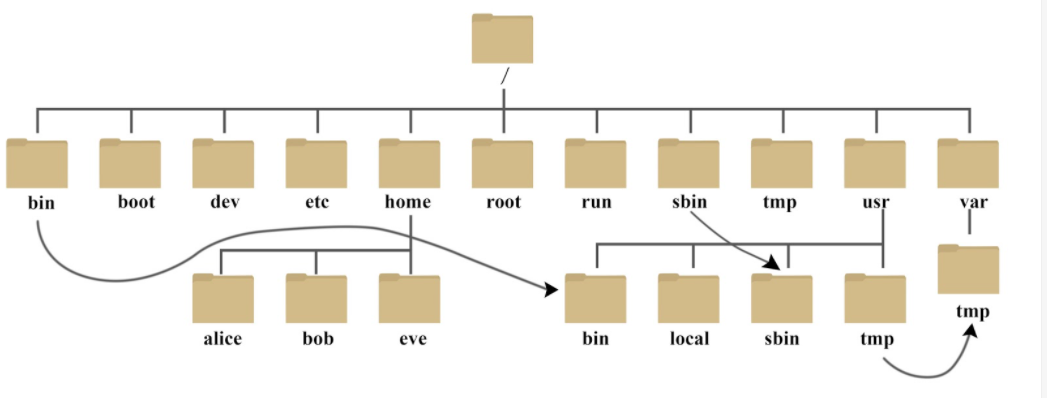 /
bin boot dev etc home root run sbin tmp usr var
tmp
alice bob eve bin local sbin tmp